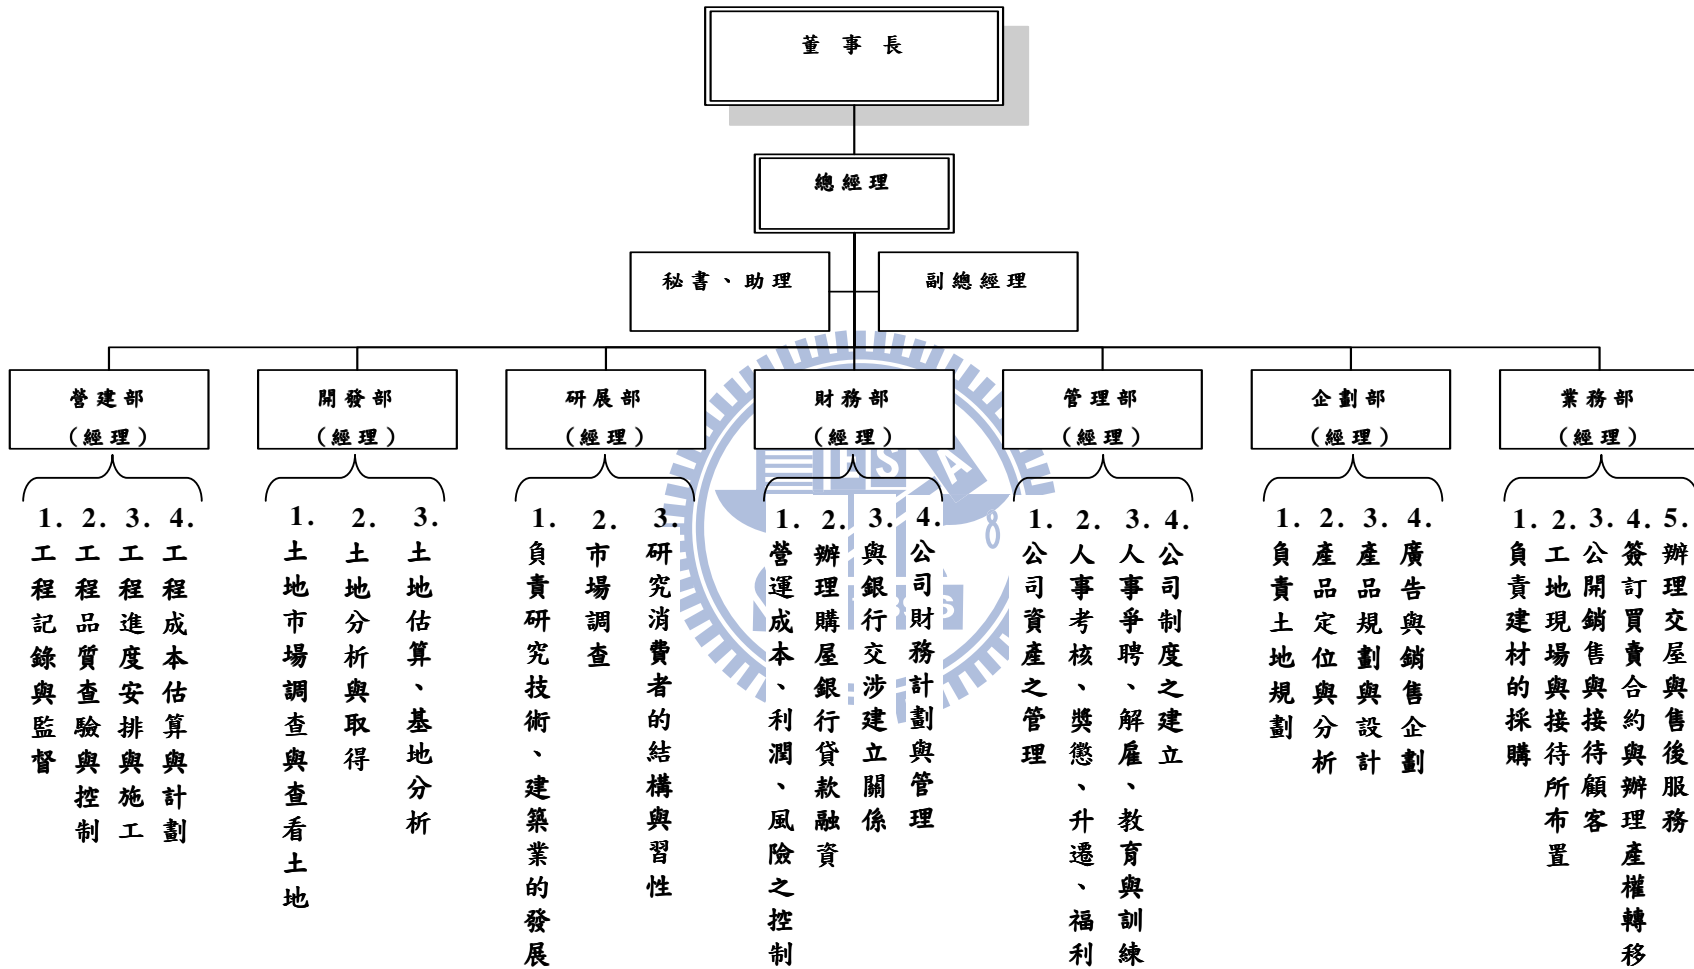 董事長
總經理
秘書、助理
副總經理
營建部
(經理)
開發部
(經理)
研展部
(經理)
財務部
(經理)
管理部
(經理)
企劃部
(經理)
業務部
(經理)
1.工程記錄與監督
2.工程品質查驗與控制
3.工程進度安排與施工
4.工程成本估算與計劃
1.土地市場調查與查看土地
2.土地分析與取得
3.土地估算、基地分析
1.負責研究技術、建築業的發展
2.市場調查
3.研究消費者的結構與習性
1.營運成本、利潤、風險之控制
2.辦理購屋銀行貸款融資
3.與銀行交涉建立關係
4.公司財務計劃與管理
1.公司資產之管理
2.人事考核、獎懲、升遷、福利
3.人事爭聘、解雇、教育與訓練
4.公司制度之建立
1.負責土地規劃
2.產品定位與分析
3.產品規劃與設計
4.廣告與銷售企劃
1.負責建材的採購
2.工地現場與接待所布置
3.公開銷售與接待顧客
4.簽訂買賣合約與辦理產權轉移
5.辦理交屋與售後服務